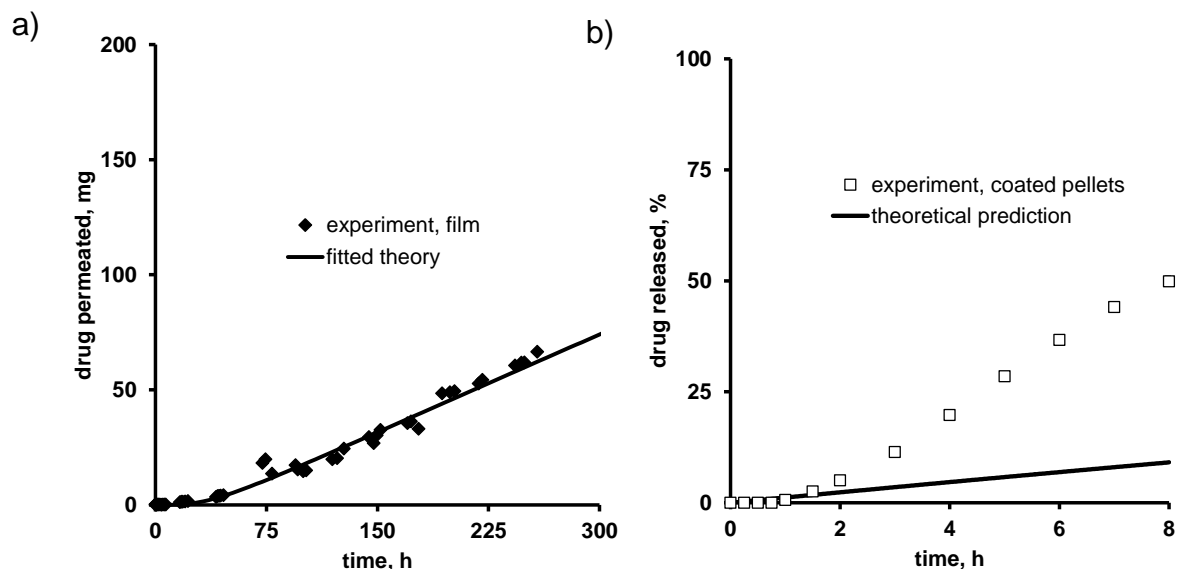 a)
200
150
100
50
0
drug permeated, mg
experiment, film
fitted theory
0 75 150 225 300
time, h
b)
100
75
50
25
0
drug released, %
experiment, coated pellets
theoretical prediction
0 2 4 6 8
time, h